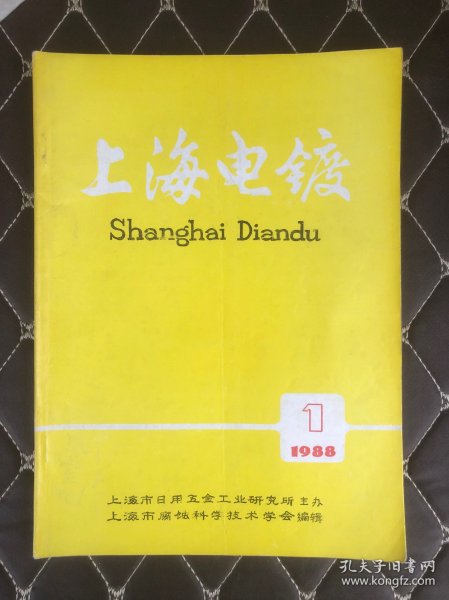 上海电镀
Shanghai Diandu
1
1988
上海市日用五金工业研究所 主办
上海市腐蚀科学技术学会 编辑
孔夫子旧书网
www.kongfz.com